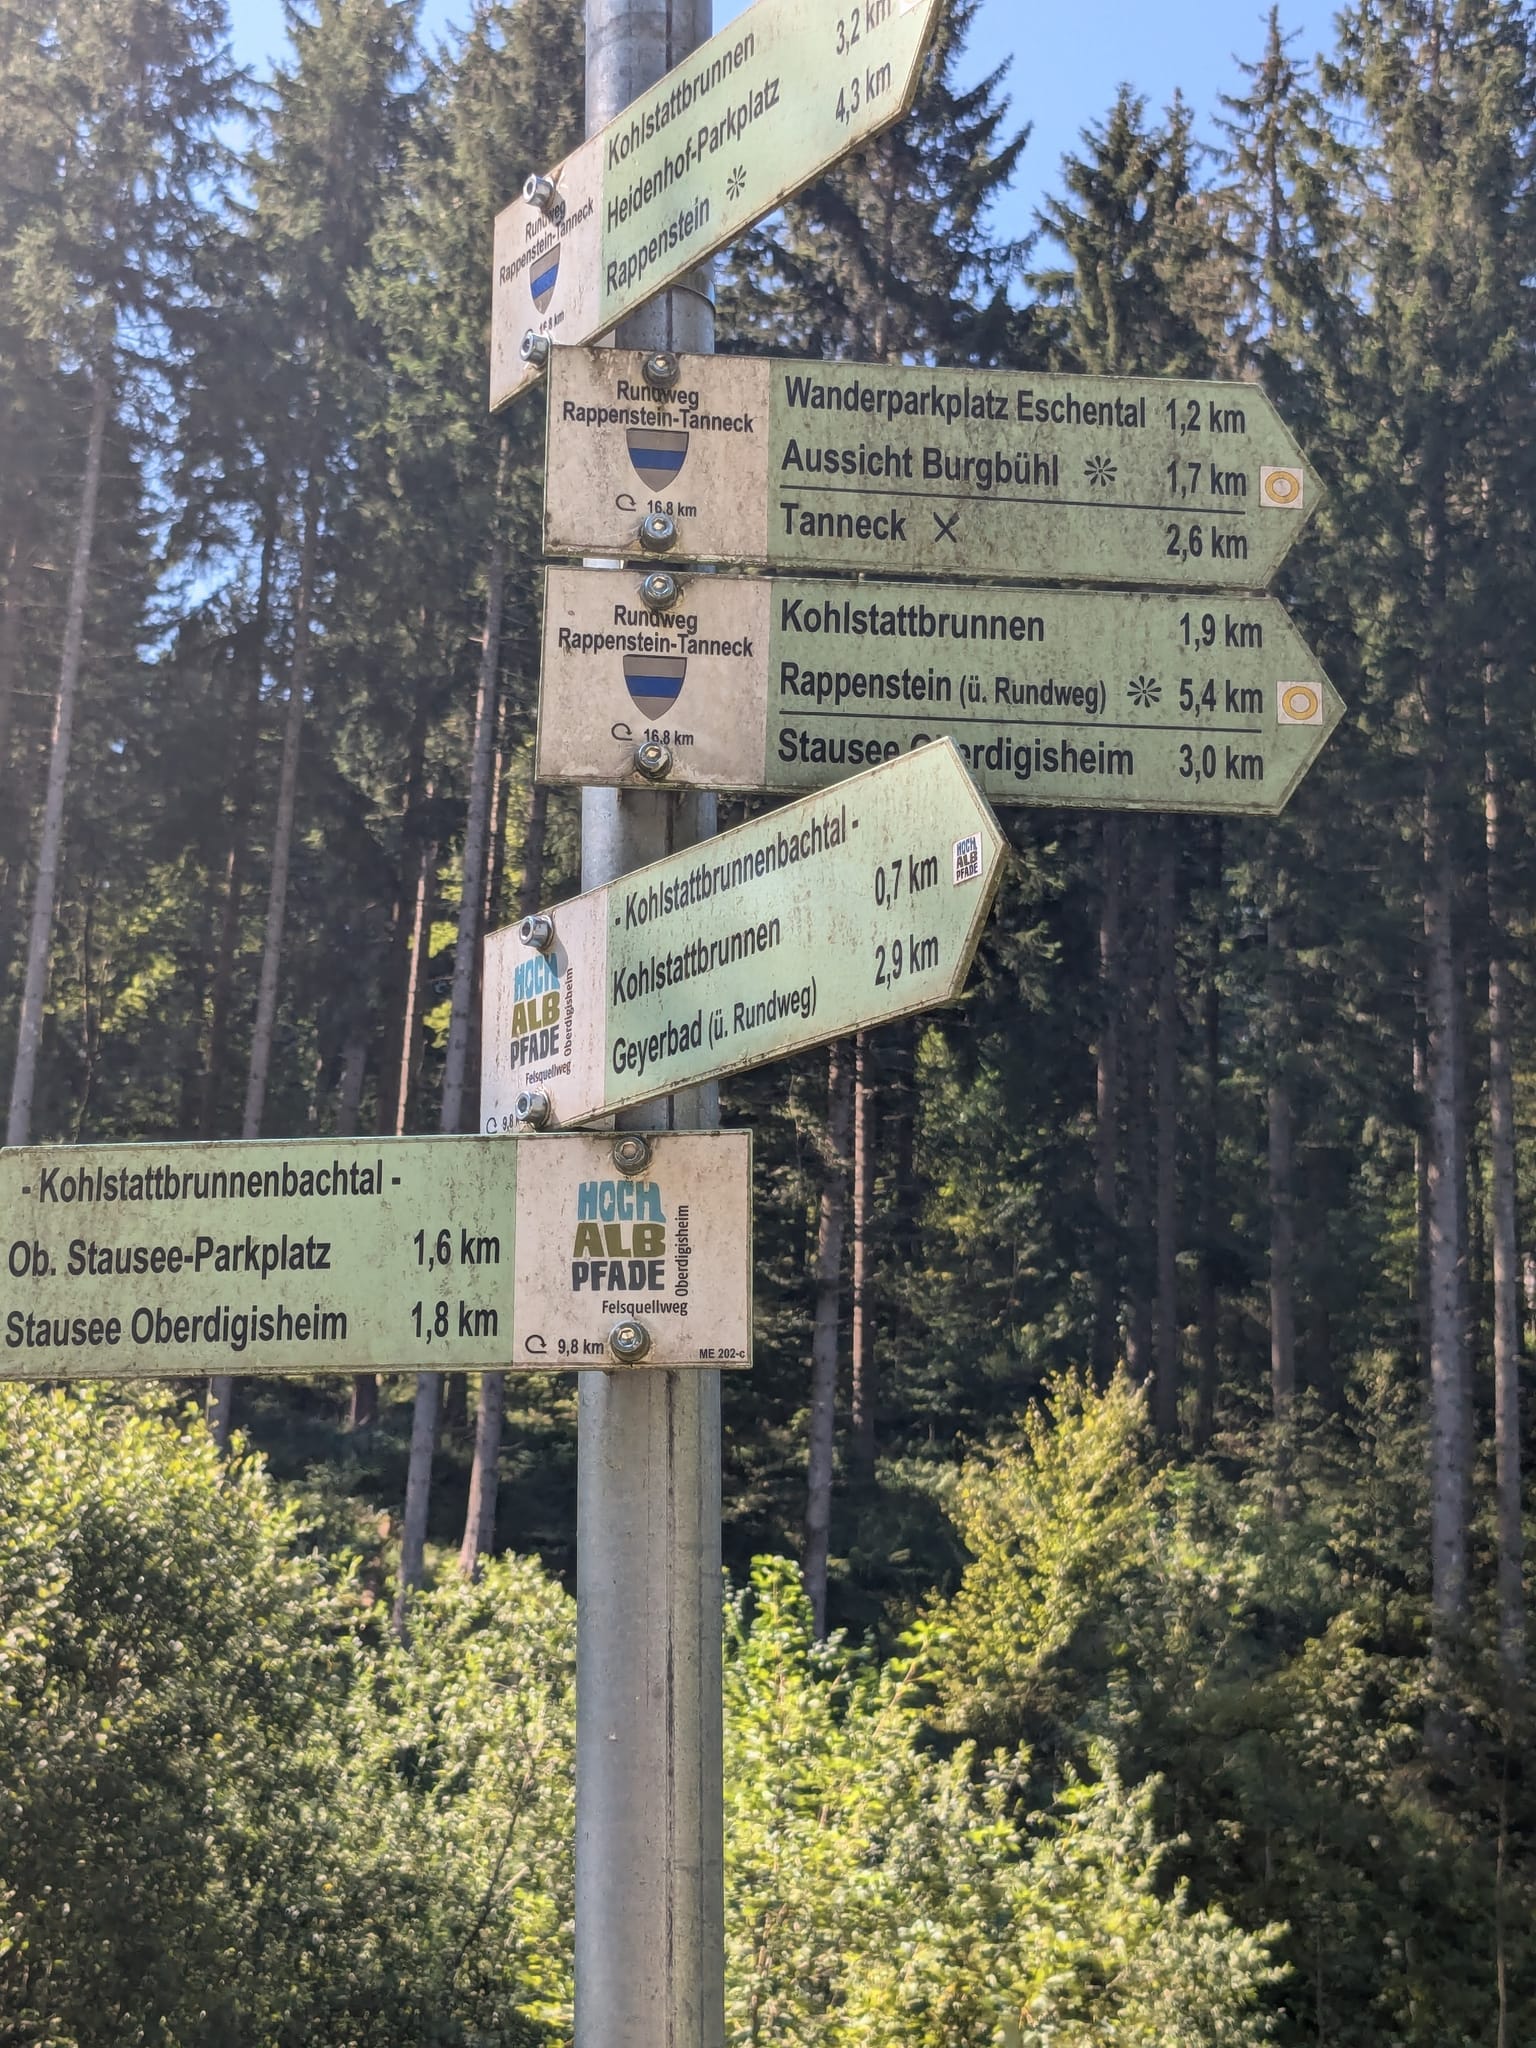 Kohlstattbrunnen
Heidenhof-Parkplatz 3,2 km
Rappenstein 4,3 km
Rundweg
Rappenstein-Tanneck
16,8 km
Rundweg
Rappenstein-Tanneck
16,8 km
Wanderparkplatz Eschental 1,2 km
Aussicht Burgbühl 1,7 km
Tanneck 2,6 km
Rundweg
Rappenstein-Tanneck
16,8 km
Kohlstattbrunnen 1,9 km
Rappenstein (ü. Rundweg) 5,4 km
Stausee Oberdigisheim 3,0 km
- Kohlstattbrunnenbachtal -
Kohlstattbrunnen 0,7 km
Geyerbad (ü. Rundweg) 2,9 km
HOCH
ALB
PFADE
HOCH
ALB
PFADE
Oberdigisheim
Felsquellweg
9,8
- Kohlstattbrunnenbachtal -
Ob. Stausee-Parkplatz 1,6 km
Stausee Oberdigisheim 1,8 km
HOCH
ALB
PFADE
Oberdigisheim
Felsquellweg
9,8 km
ME 202-c